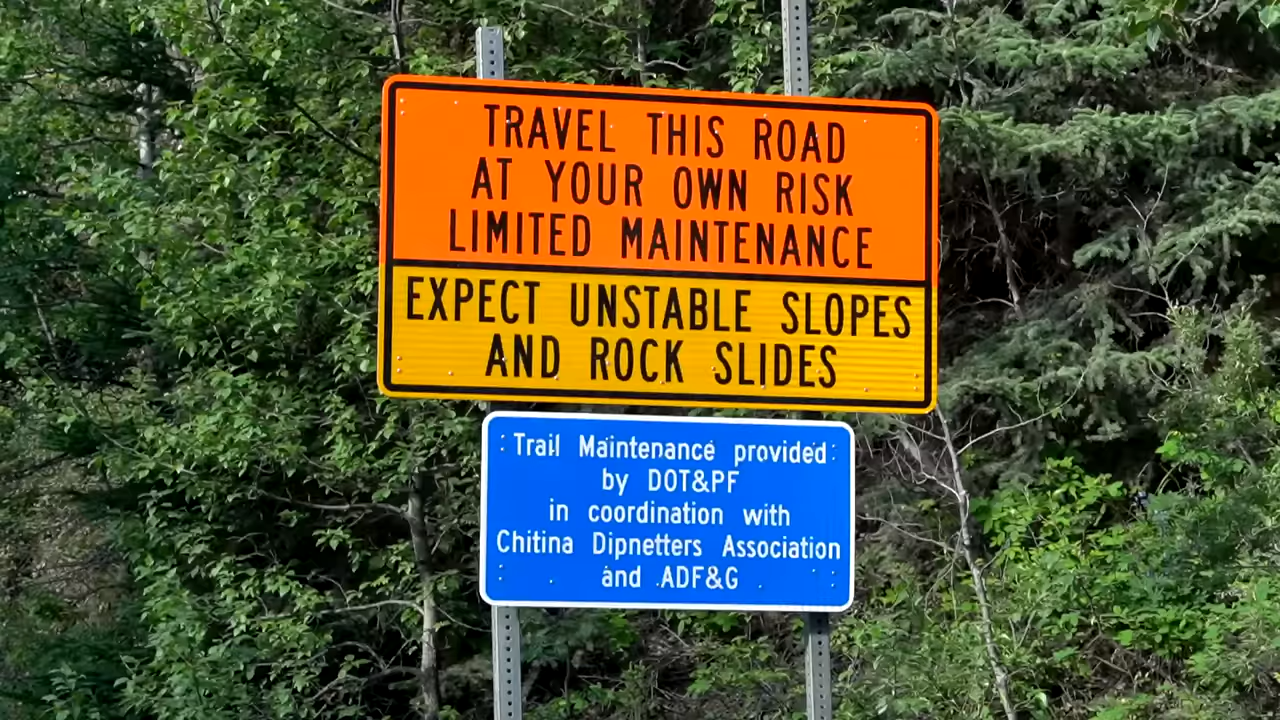 TRAVEL THIS ROAD
AT YOUR OWN RISK
LIMITED MAINTENANCE
EXPECT UNSTABLE SLOPES
AND ROCK SLIDES
Trail Maintenance provided
by DOT&PF
in coordination with
Chitina Dipnetters Association
and ADF&G